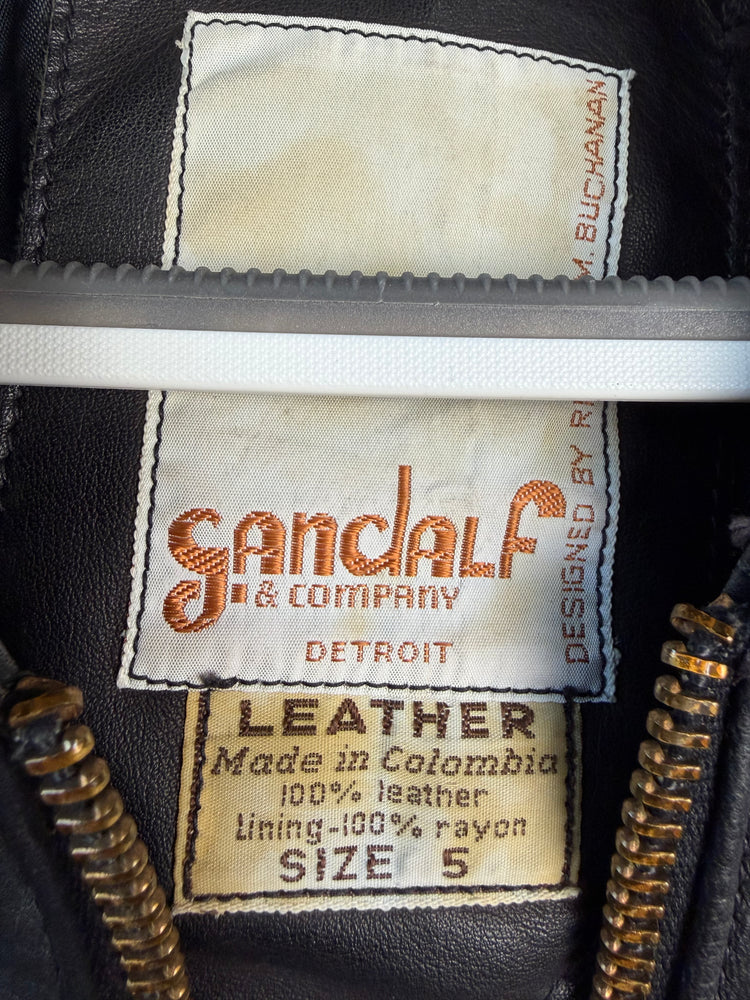 Gandalf
& COMPANY
DETROIT
DESIGNED BY
M. BUCHANAN
LEATHER
Made in Colombia
100% leather
Lining-100% rayon
SIZE 5